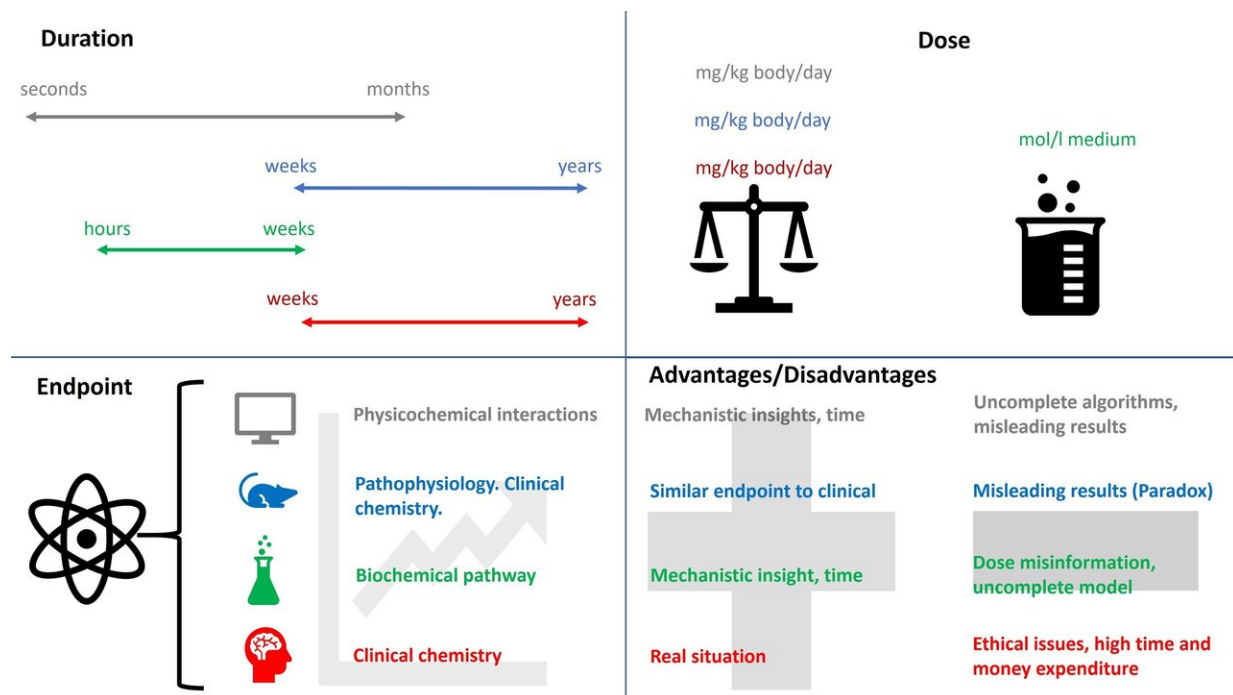 Duration
seconds
months
weeks
years
hours
weeks
weeks
years
Dose
mg/kg body/day
mg/kg body/day
mg/kg body/day
mol/l medium
Endpoint
Physicochemical interactions
Pathophysiology. Clinical
chemistry.
Biochemical pathway
Clinical chemistry
Advantages/Disadvantages
Mechanistic insights, time
Uncomplete algorithms,
misleading results
Similar endpoint to clinical
Misleading results (Paradox)
Mechanistic insight, time
Dose misinformation,
uncomplete model
Real situation
Ethical issues, high time and
money expenditure